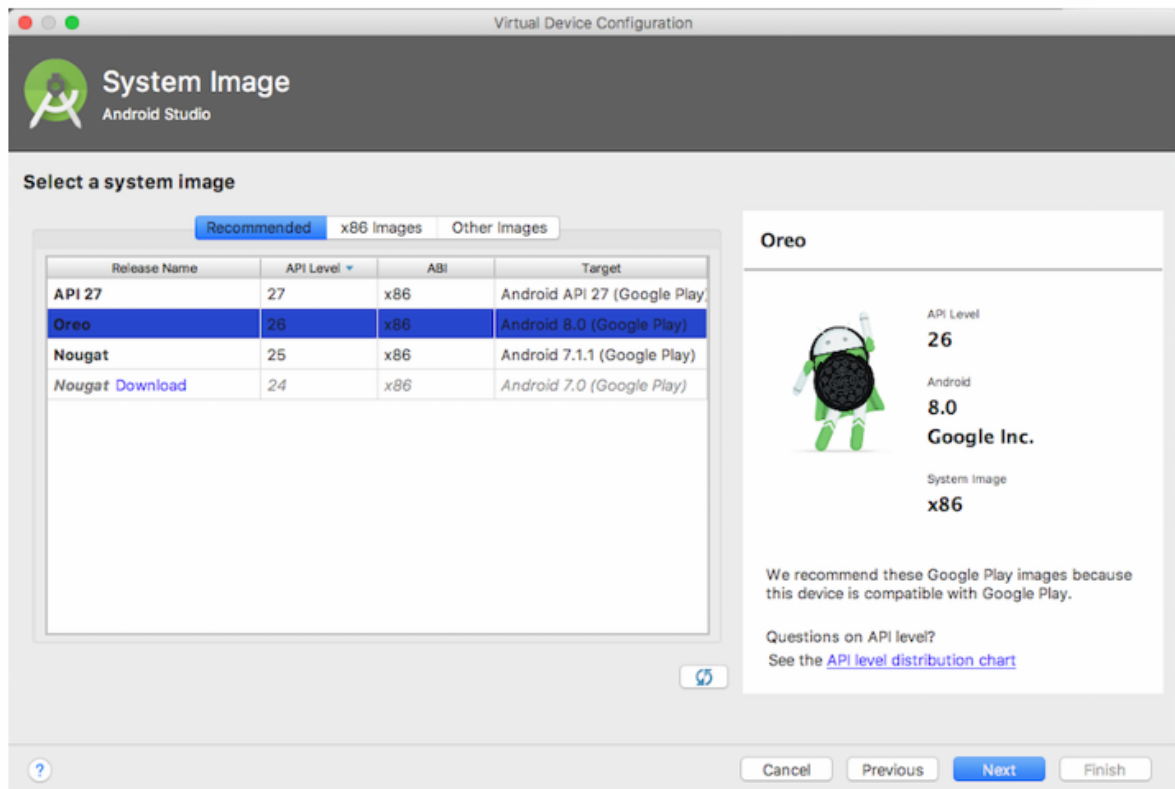 Virtual Device Configuration
System Image
Android Studio
Select a system image
Recommended x86 Images Other Images
Release Name API Level ABI Target
API 27 27 x86 Android API 27 (Google Play)
Oreo 26 x86 Android 8.0 (Google Play)
Nougat 25 x86 Android 7.1.1 (Google Play)
Nougat Download 24 x86 Android 7.0 (Google Play)
Oreo
API Level
26
Android
8.0
Google Inc.
System Image
x86
We recommend these Google Play images because
this device is compatible with Google Play.
Questions on API level?
See the API level distribution chart
? Cancel Previous Next Finish